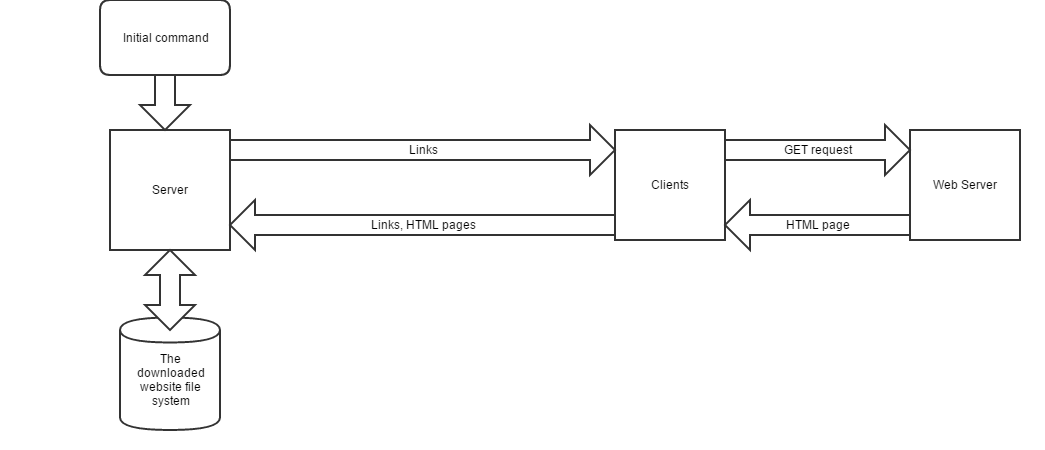 Initial command
Links
GET request
Server
Clients
Web Server
Links, HTML pages
HTML page
The
downloaded
website file
system